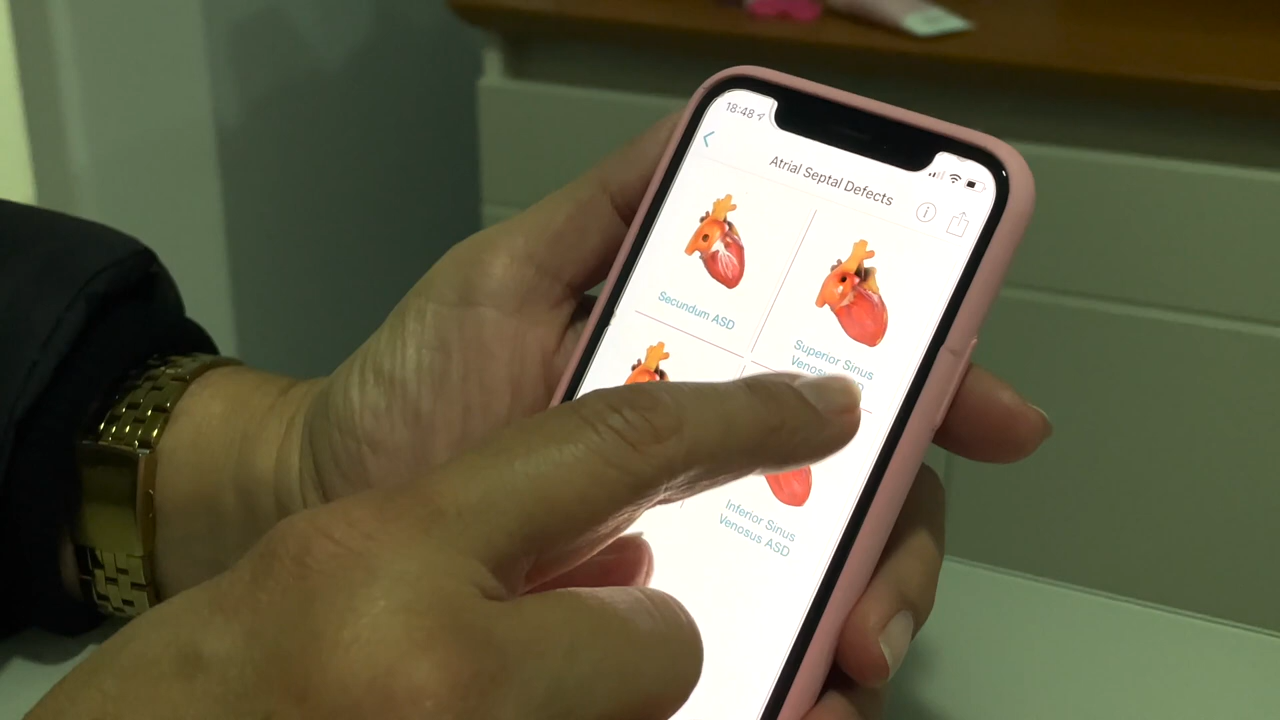 18:48
Atrial Septal Defects
Secundum ASD
Superior Sinus
Inferior Sinus
Venosus ASD